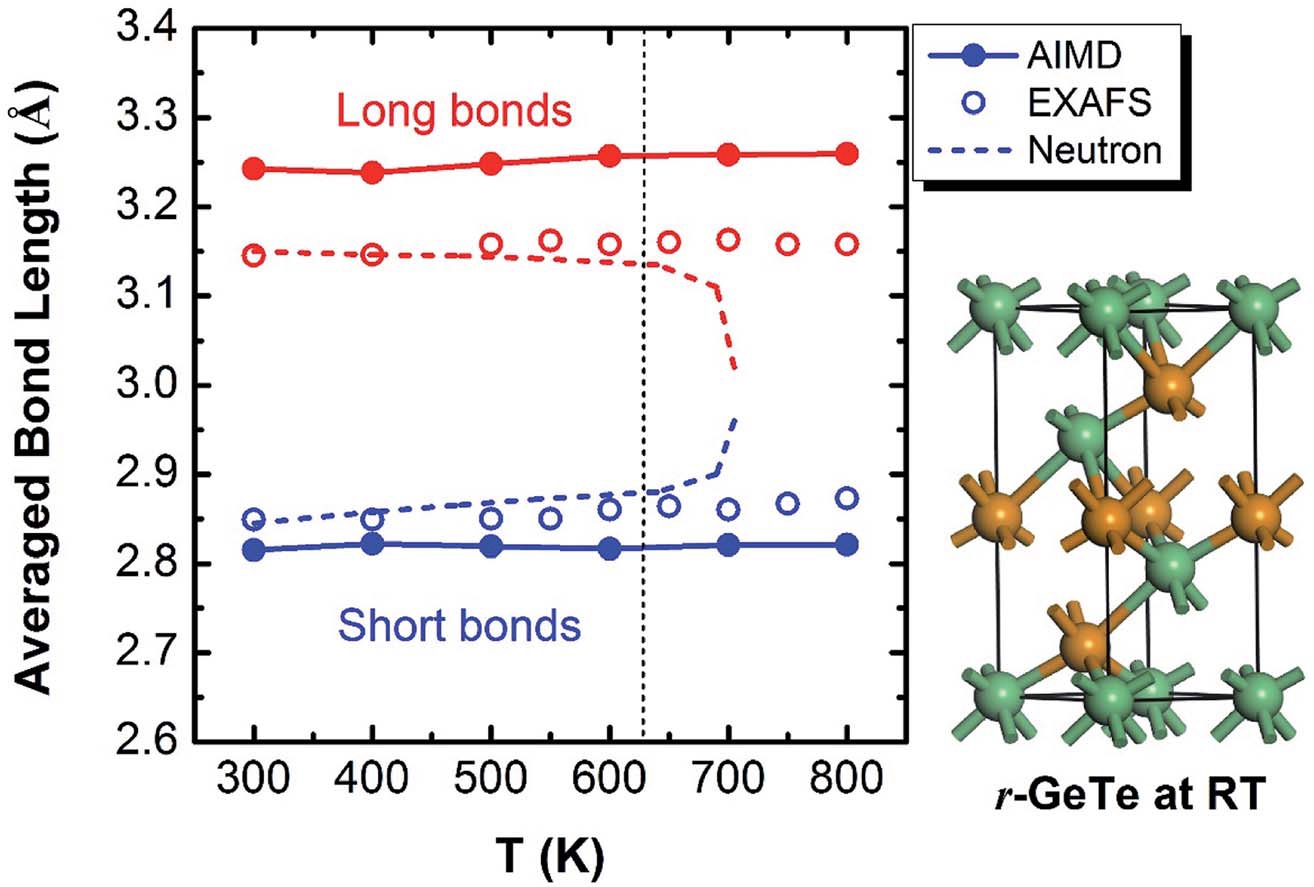 3.4
3.3
3.2
3.1
3.0
2.9
2.8
2.7
2.6
Averaged Bond Length (Å)
Long bonds
Short bonds
300 400 500 600 700 800
T (K)
AIMD
EXAFS
Neutron
r-GeTe at RT